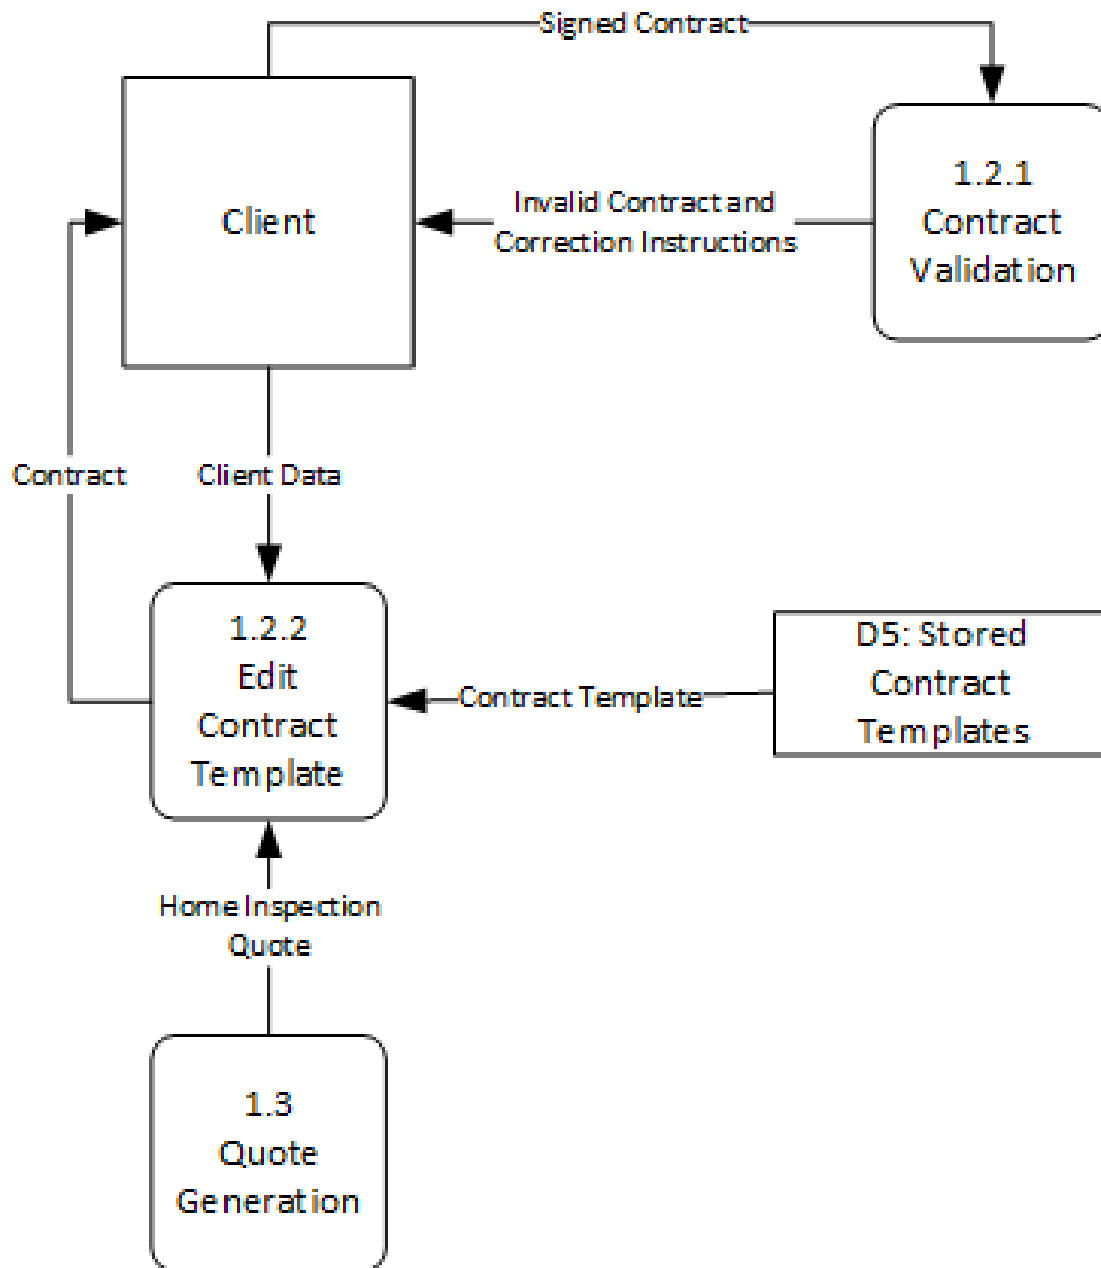 Signed Contract
Client
Invalid Contract and
Correction Instructions
1.2.1
Contract
Validation
Contract
Client Data
1.2.2
Edit
Contract
Template
Contract Template
D5: Stored
Contract
Templates
Home Inspection
Quote
1.3
Quote
Generation